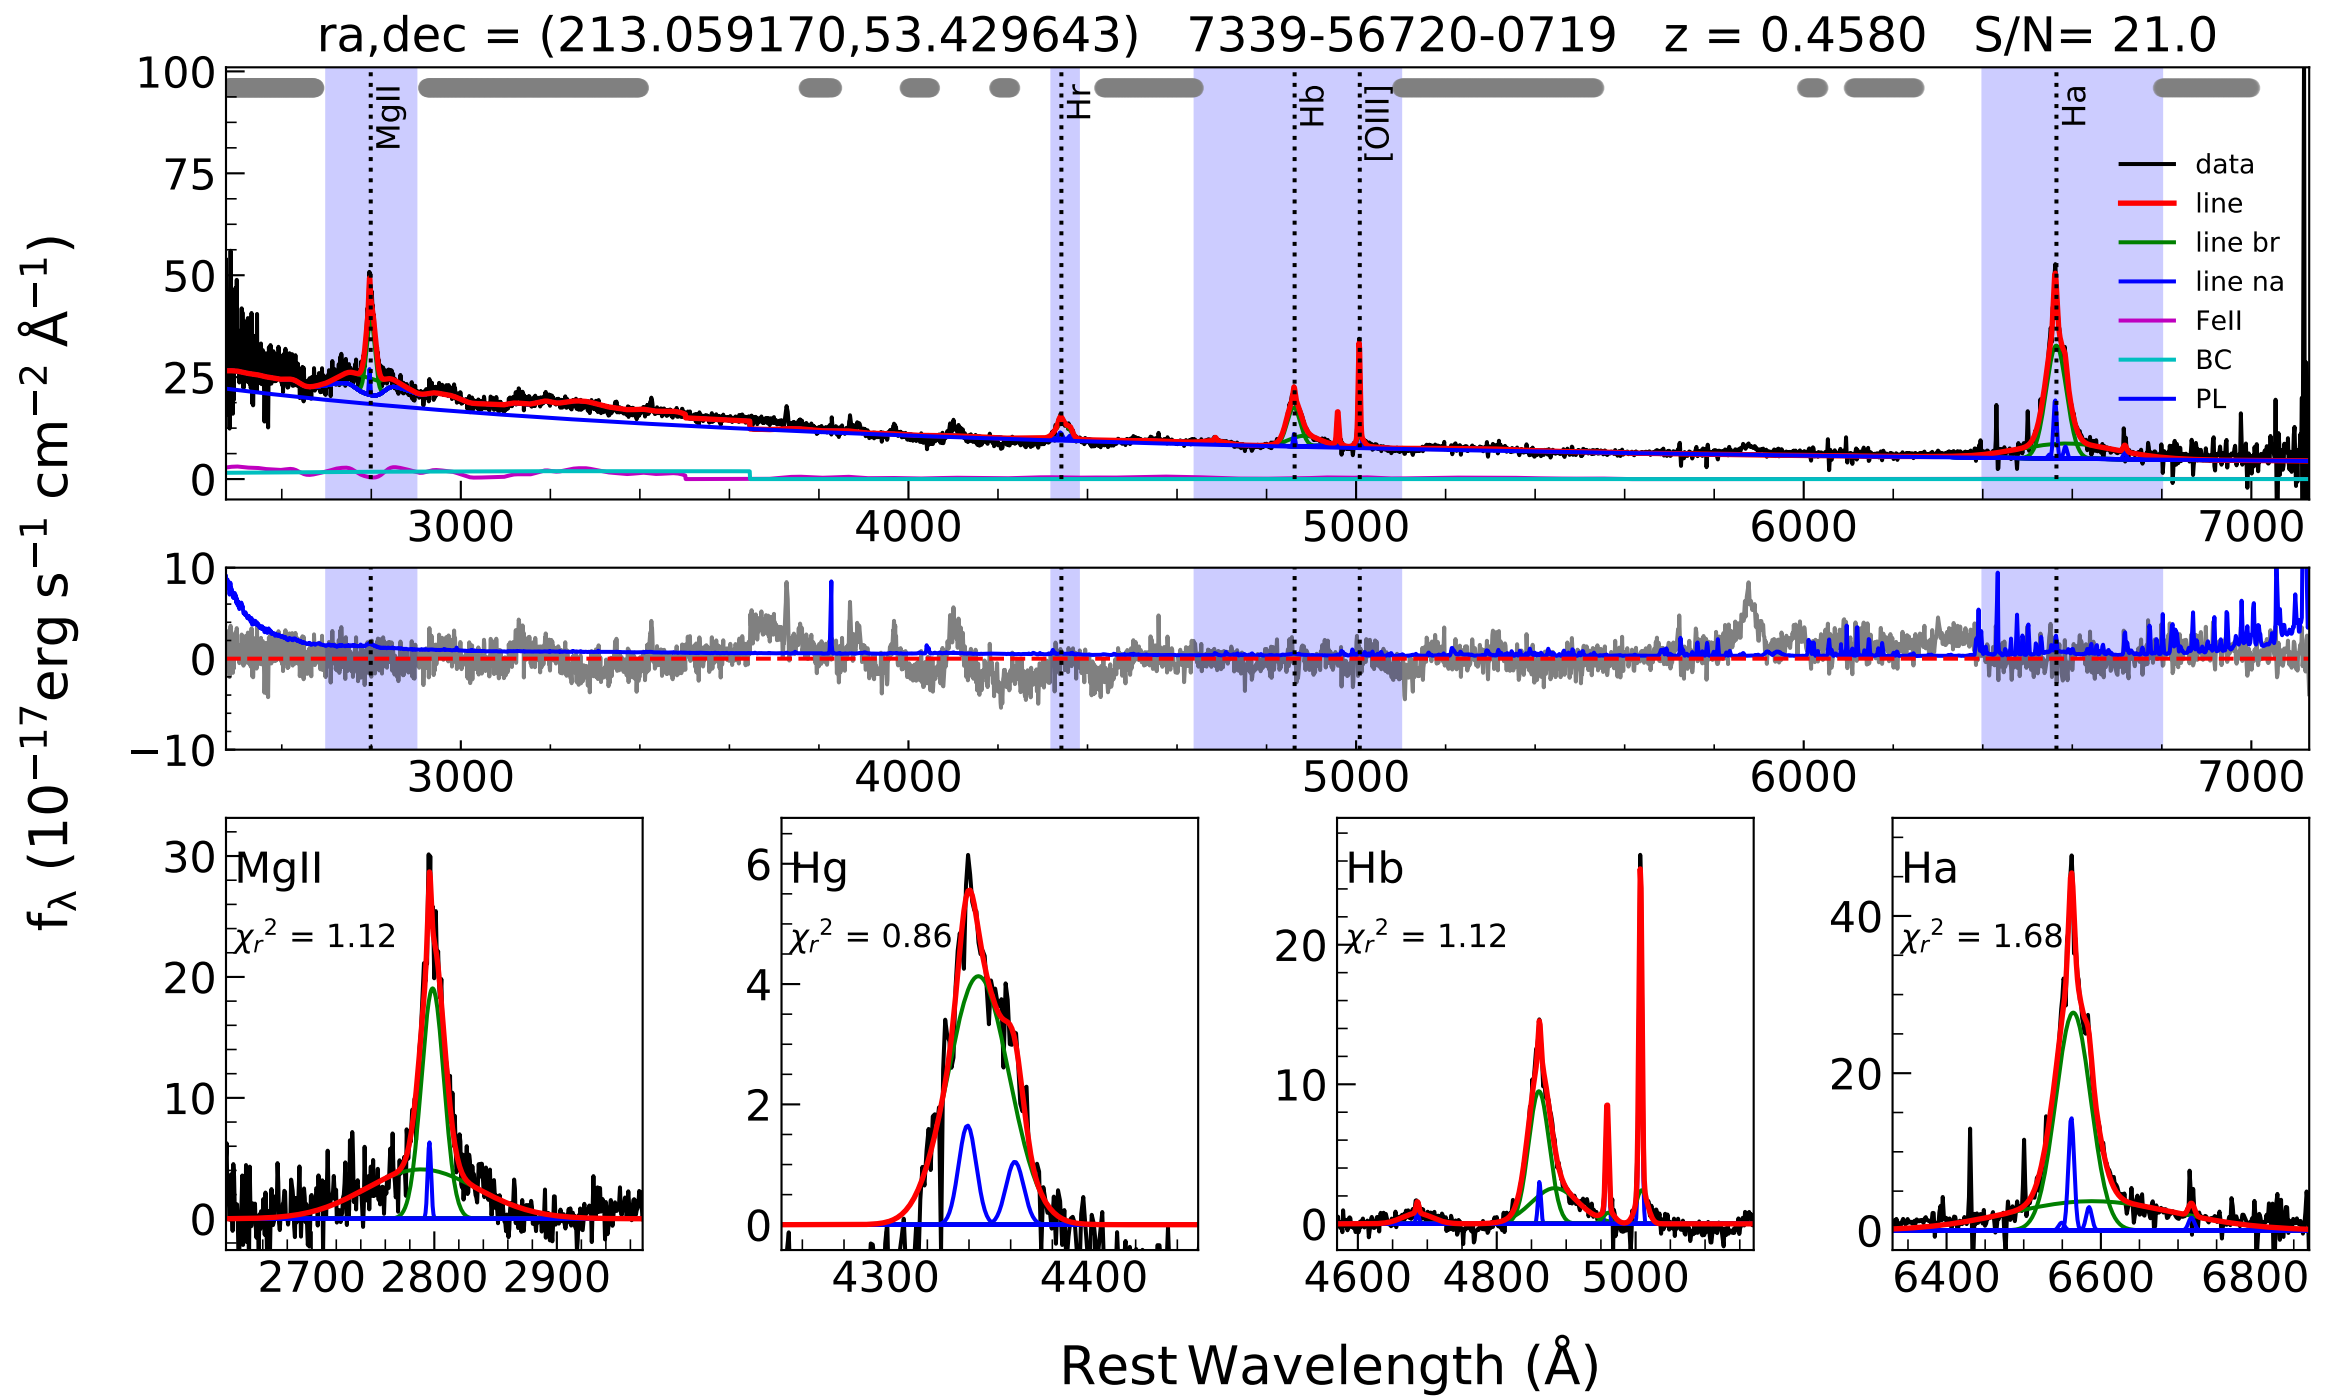 ra,dec = (213.059170,53.429643) 7339-56720-0719 z = 0.4580 S/N= 21.0
f_λ (10⁻¹⁷erg s⁻¹ cm⁻² Å⁻¹)
100
75
50
25
0
MgII
Hr
Hb
[OIII]
Ha
data
line
line br
line na
FeII
BC
PL
3000 4000 5000 6000 7000
10
0
−10
3000 4000 5000 6000 7000
MgII
χᵣ² = 1.12
30
20
10
0
2700 2800 2900
Hg
χᵣ² = 0.86
6
4
2
0
4300 4400
Hb
χᵣ² = 1.12
20
10
0
4600 4800 5000
Ha
χᵣ² = 1.68
40
20
0
6400 6600 6800
Rest Wavelength (Å)